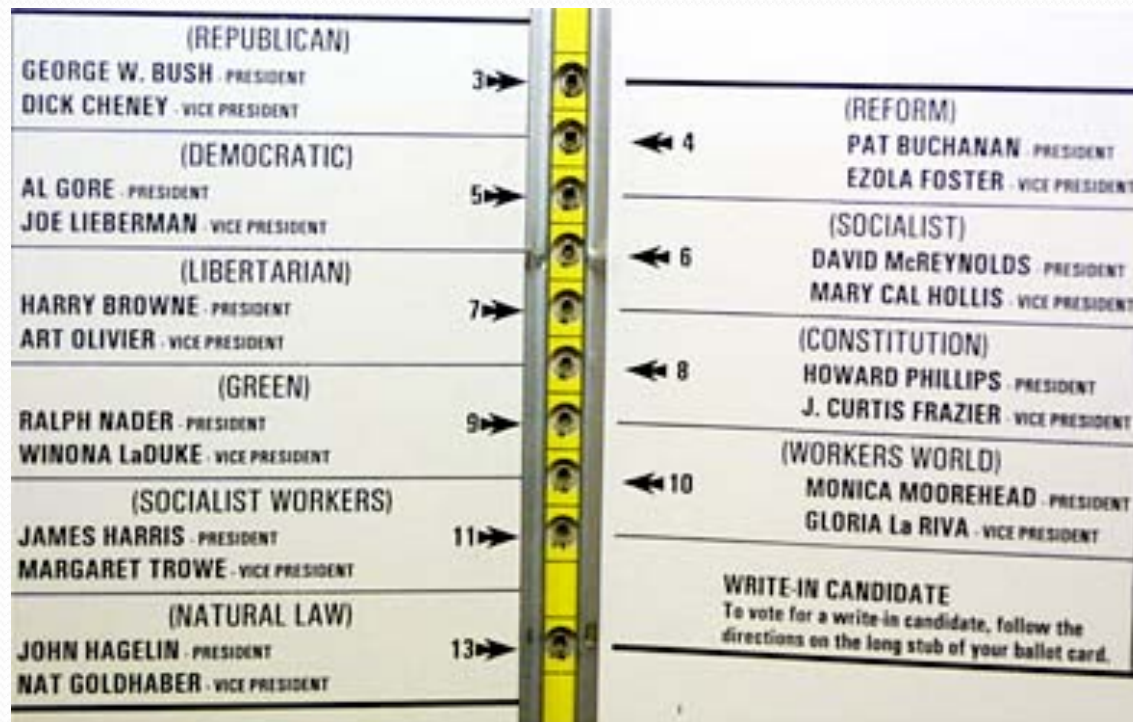 (REPUBLICAN)
GEORGE W. BUSH - PRESIDENT
DICK CHENEY - VICE PRESIDENT
3
(DEMOCRATIC)
AL GORE - PRESIDENT
JOE LIEBERMAN - VICE PRESIDENT
5
(LIBERTARIAN)
HARRY BROWNE - PRESIDENT
ART OLIVIER - VICE PRESIDENT
7
(GREEN)
RALPH NADER - PRESIDENT
WINONA LaDUKE - VICE PRESIDENT
9
(SOCIALIST WORKERS)
JAMES HARRIS - PRESIDENT
MARGARET TROWE - VICE PRESIDENT
11
(NATURAL LAW)
JOHN HAGELIN - PRESIDENT
NAT GOLDHABER - VICE PRESIDENT
13
(REFORM)
4
PAT BUCHANAN - PRESIDENT
EZOLA FOSTER - VICE PRESIDENT
(SOCIALIST)
6
DAVID McREYNOLDS - PRESIDENT
MARY CAL HOLLIS - VICE PRESIDENT
(CONSTITUTION)
8
HOWARD PHILLIPS - PRESIDENT
J. CURTIS FRAZIER - VICE PRESIDENT
(WORKERS WORLD)
10
MONICA MOOREHEAD - PRESIDENT
GLORIA La RIVA - VICE PRESIDENT
WRITE-IN CANDIDATE
To vote for a write-in candidate, follow the
directions on the long stub of your ballot card.